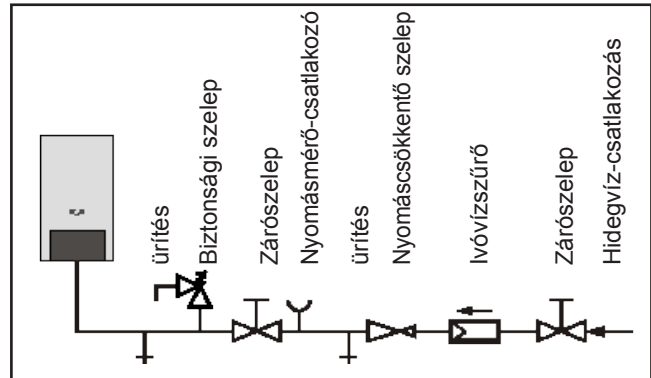 ürítés
Biztonsági szelep
Zárószelep
Nyomásmérő-csatlakozó
ürítés
Nyomáscsökkentő szelep
Ivóvízszűrő
Zárószelep
Hidegvíz-csatlakozás